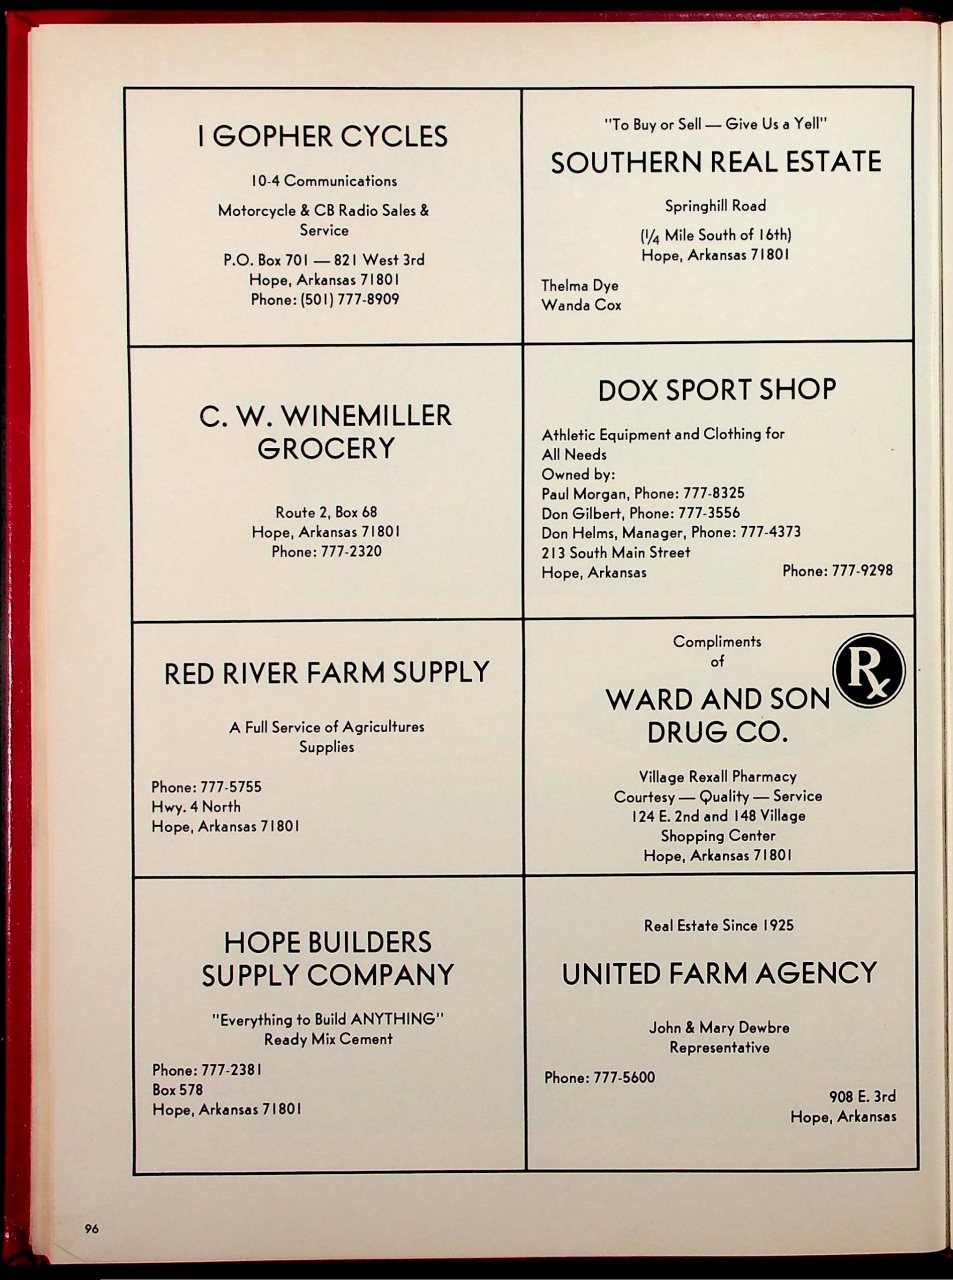 I GOPHER CYCLES
10-4 Communications
Motorcycle & CB Radio Sales &
Service
P.O. Box 701 — 821 West 3rd
Hope, Arkansas 71801
Phone: (501) 777-8909
"To Buy or Sell — Give Us a Yell"
SOUTHERN REAL ESTATE
Springhill Road
(¼ Mile South of 16th)
Hope, Arkansas 71801
Thelma Dye
Wanda Cox
C. W. WINEMILLER
GROCERY
Route 2, Box 68
Hope, Arkansas 71801
Phone: 777-2320
DOX SPORT SHOP
Athletic Equipment and Clothing for
All Needs
Owned by:
Paul Morgan, Phone: 777-8325
Don Gilbert, Phone: 777-3556
Don Helms, Manager, Phone: 777-4373
213 South Main Street
Hope, Arkansas Phone: 777-9298
RED RIVER FARM SUPPLY
A Full Service of Agricultures
Supplies
Phone: 777-5755
Hwy. 4 North
Hope, Arkansas 71801
Compliments
of
Rx
WARD AND SON
DRUG CO.
Village Rexall Pharmacy
Courtesy — Quality — Service
124 E. 2nd and 148 Village
Shopping Center
Hope, Arkansas 71801
HOPE BUILDERS
SUPPLY COMPANY
"Everything to Build ANYTHING"
Ready Mix Cement
Phone: 777-2381
Box 578
Hope, Arkansas 71801
Real Estate Since 1925
UNITED FARM AGENCY
John & Mary Dewbre
Representative
Phone: 777-5600
908 E. 3rd
Hope, Arkansas
96